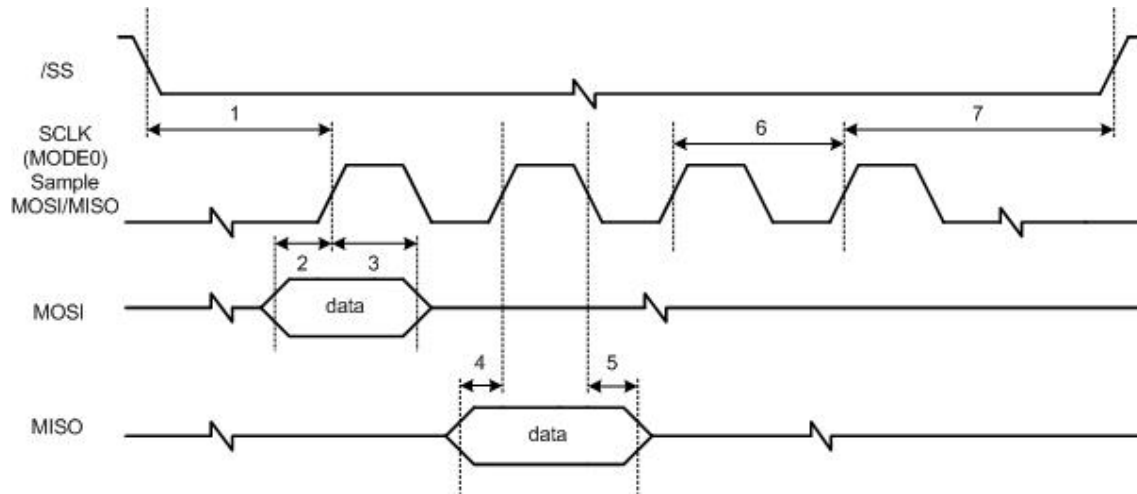 /SS
1
7
SCLK
(MODE0)
Sample
MOSI/MISO
6
2
3
MOSI
data
4
5
MISO
data